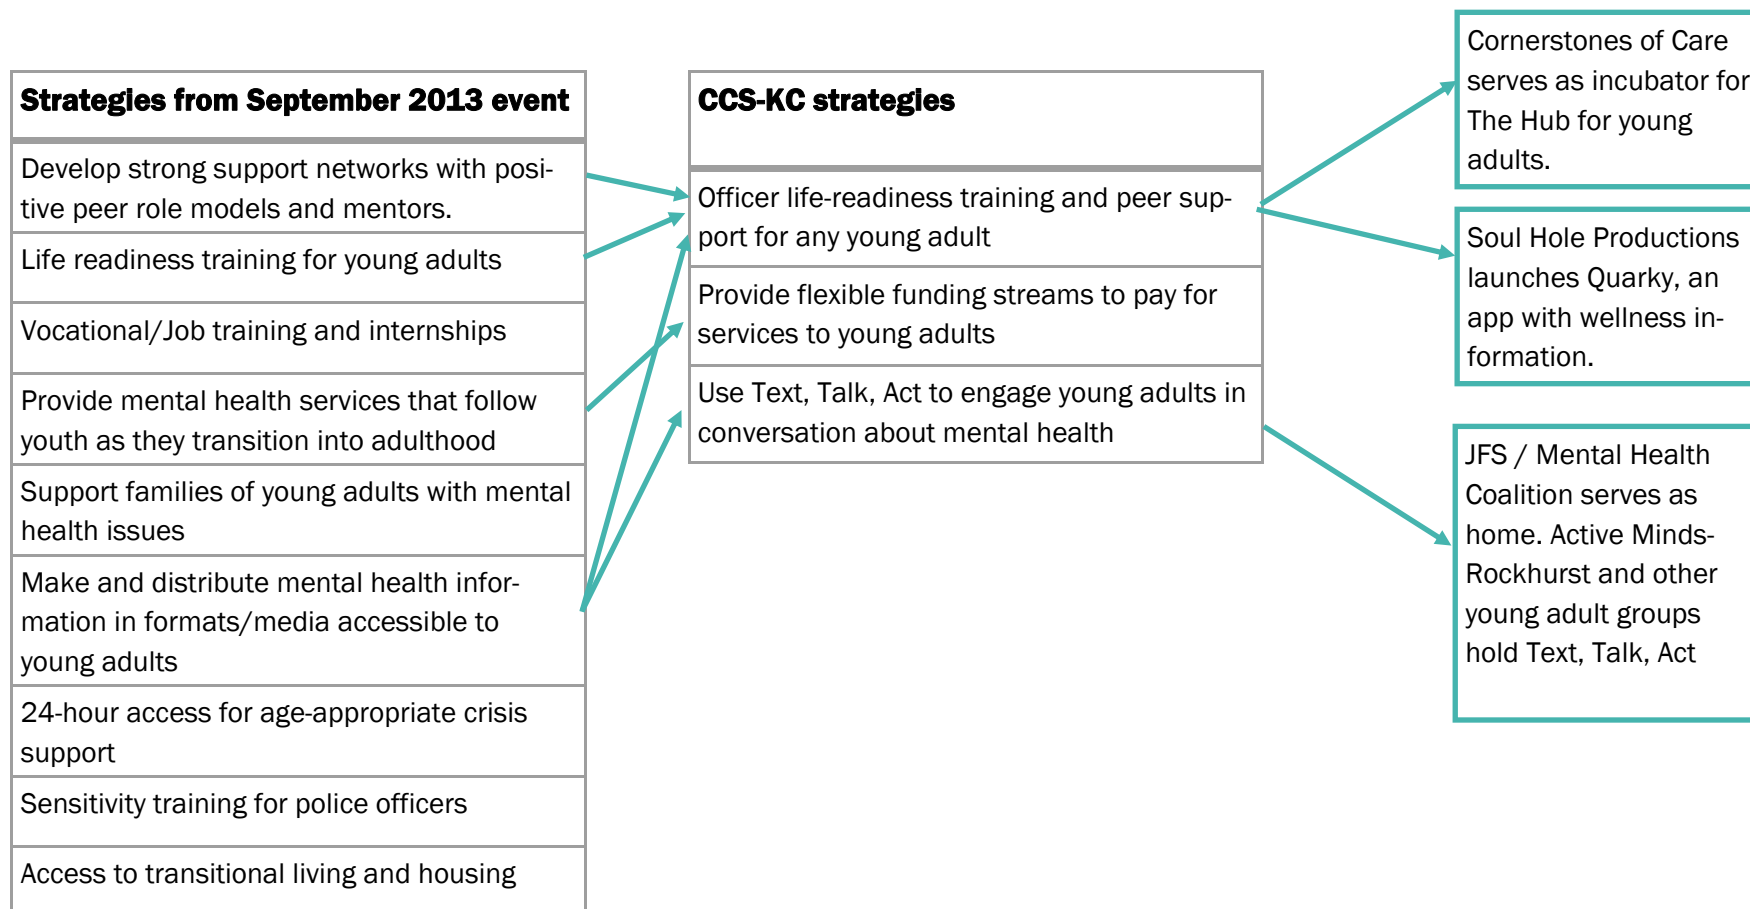 Strategies from September 2013 event
Develop strong support networks with posi-
tive peer role models and mentors.
Life readiness training for young adults
Vocational/Job training and internships
Provide mental health services that follow
youth as they transition into adulthood
Support families of young adults with mental
health issues
Make and distribute mental health infor-
mation in formats/media accessible to
young adults
24-hour access for age-appropriate crisis
support
Sensitivity training for police officers
Access to transitional living and housing
CCS-KC strategies
Officer life-readiness training and peer sup-
port for any young adult
Provide flexible funding streams to pay for
services to young adults
Use Text, Talk, Act to engage young adults in
conversation about mental health
Cornerstones of Care
serves as incubator for
The Hub for young
adults.
Soul Hole Productions
launches Quarky, an
app with wellness in-
formation.
JFS / Mental Health
Coalition serves as
home. Active Minds-
Rockhurst and other
young adult groups
hold Text, Talk, Act